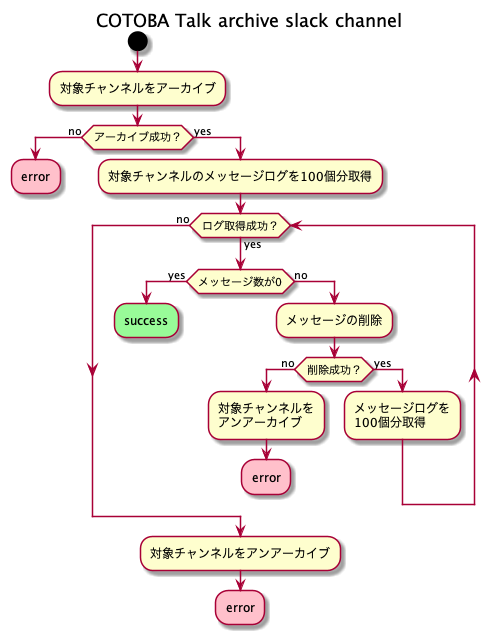 COTOBA Talk archive slack channel
対象チャンネルをアーカイブ
no
アーカイブ成功？
yes
error
対象チャンネルのメッセージログを100個分取得
no
ログ取得成功？
yes
yes
メッセージ数が0
no
success
メッセージの削除
no
削除成功？
yes
対象チャンネルを
アンアーカイブ
メッセージログを
100個分取得
error
対象チャンネルをアンアーカイブ
error